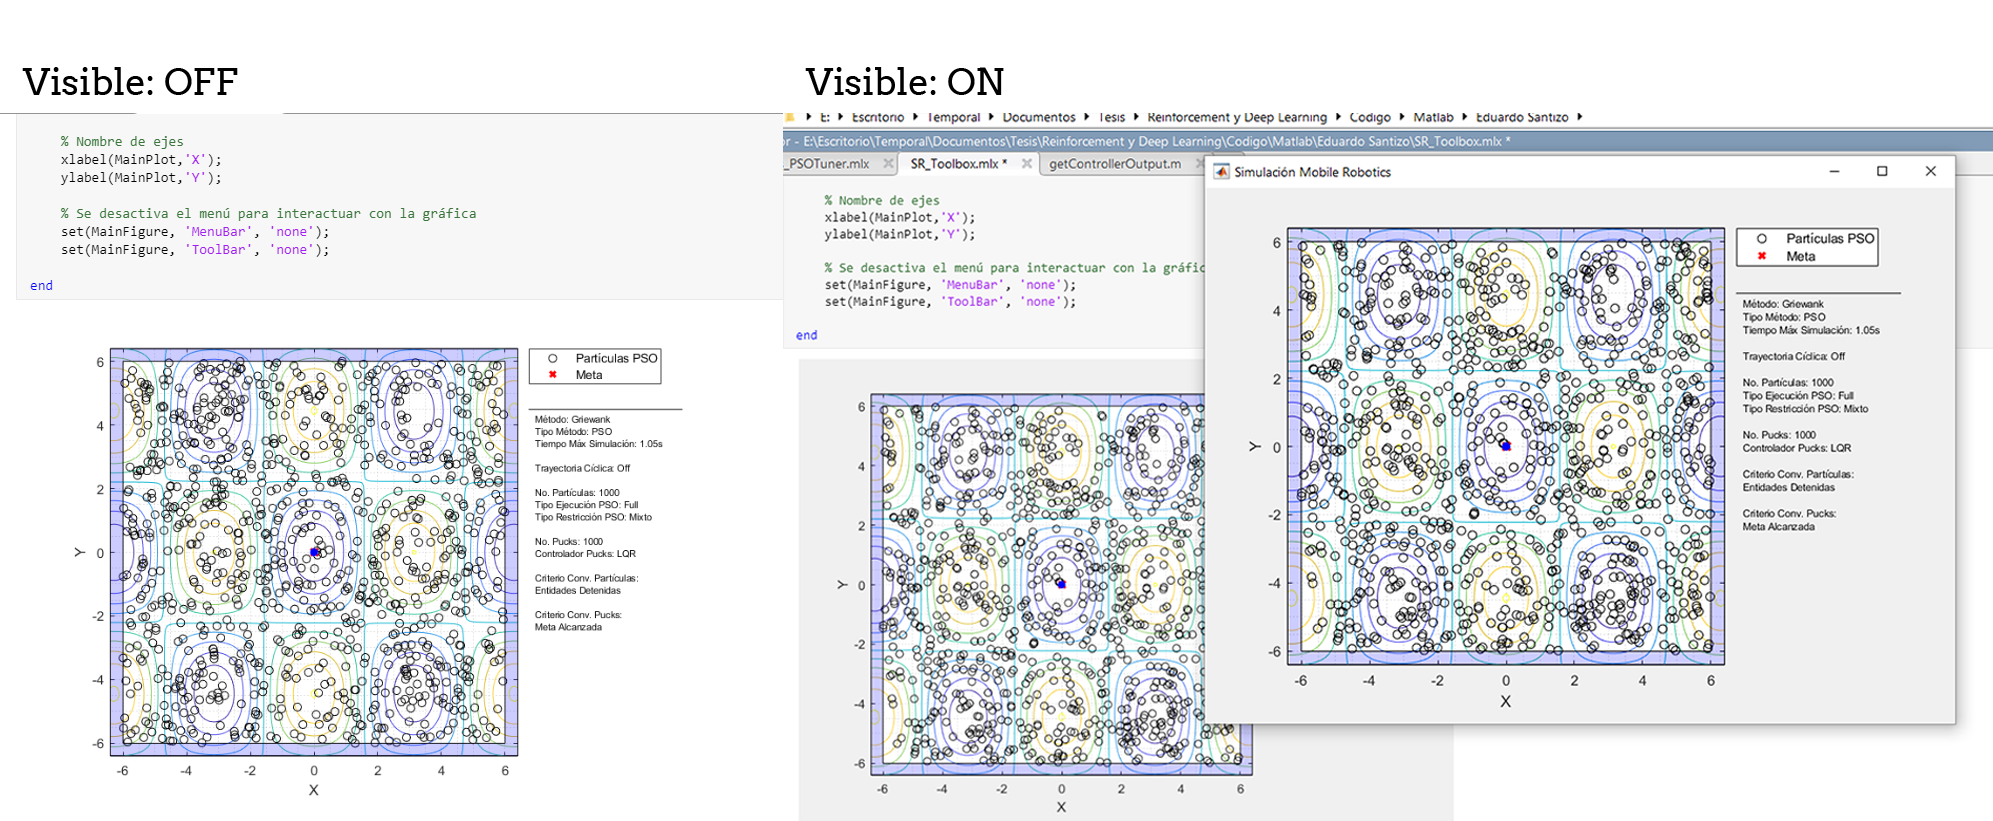 Visible: OFF
% Nombre de ejes
xlabel(MainPlot,'X');
ylabel(MainPlot,'Y');
% Se desactiva el menú para interactuar con la gráfica
set(MainFigure, 'MenuBar', 'none');
set(MainFigure, 'ToolBar', 'none');
end
6
4
2
0
-2
-4
-6
Y
-6 -4 -2 0 2 4 6
X
Partículas PSO
Meta
Método: Griewank
Tipo Método: PSO
Tiempo Máx Simulación: 1.05s
Trayectoria Cíclica: Off
No. Partículas: 1000
Tipo Ejecución PSO: Full
Tipo Restricción PSO: Mixto
No. Pucks: 1000
Controlador Pucks: LQR
Criterio Conv. Partículas:
Entidades Detenidas
Criterio Conv. Pucks:
Meta Alcanzada
Visible: ON
E: Escritorio Temporal Documentos Tesis Reinforcement y Deep Learning Codigo Matlab Eduardo Santizo
or - E:\Escritorio\Temporal\Documentos\Tesis\Reinforcement y Deep Learning\Codigo\Matlab\Eduardo Santizo\SR_Toolbox.mlx *
_PSOTuner.mlx SR_Toolbox.mlx * getControllerOutput.m
% Nombre de ejes
xlabel(MainPlot,'X');
ylabel(MainPlot,'Y');
% Se desactiva el menú para interactuar con la gráfic
set(MainFigure, 'MenuBar', 'none');
set(MainFigure, 'ToolBar', 'none');
end
6
4
2
0
-2
-4
-6
Y
-6 -4 -2 0 2 4 6
X
Simulación Mobile Robotics
6
4
2
0
-2
-4
-6
Y
-6 -4 -2 0 2 4 6
X
Partículas PSO
Meta
Método: Griewank
Tipo Método: PSO
Tiempo Máx Simulación: 1.05s
Trayectoria Cíclica: Off
No. Partículas: 1000
Tipo Ejecución PSO: Full
Tipo Restricción PSO: Mixto
No. Pucks: 1000
Controlador Pucks: LQR
Criterio Conv. Partículas:
Entidades Detenidas
Criterio Conv. Pucks:
Meta Alcanzada